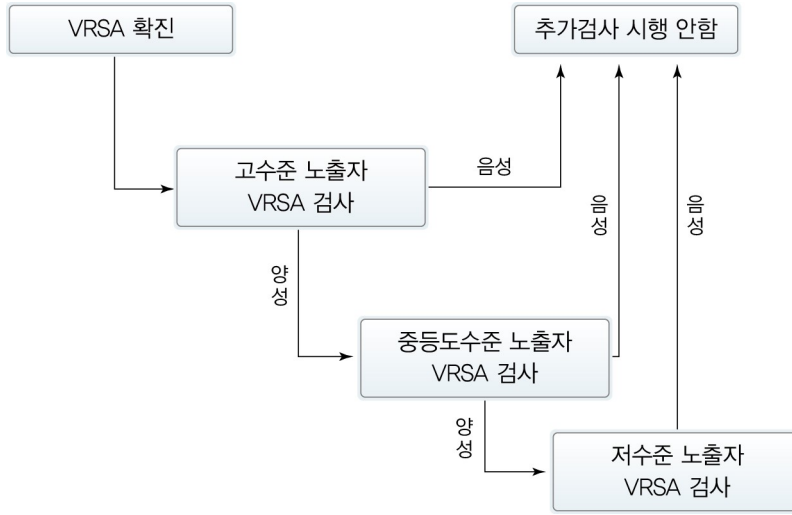 VRSA 확진
추가검사 시행 안함
고수준 노출자
VRSA 검사
음성
음성
음성
양성
중등도수준 노출자
VRSA 검사
양성
저수준 노출자
VRSA 검사